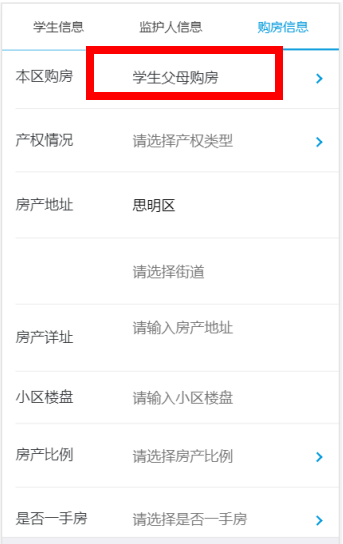 学生信息 监护人信息 购房信息
本区购房 学生父母购房
产权情况 请选择产权类型
房产地址 思明区
请选择街道
房产详址 请输入房产地址
小区楼盘 请输入小区楼盘
房产比例 请选择房产比例
是否一手房 请选择是否一手房